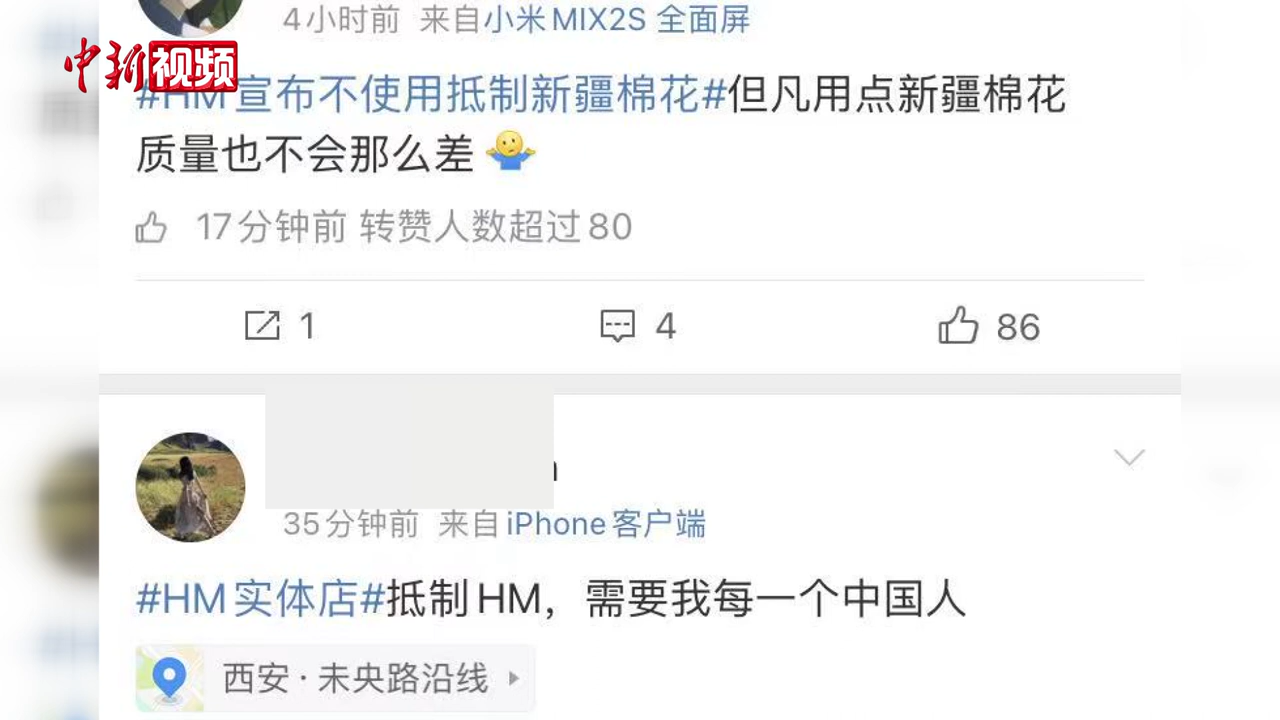 4小时前 来自小米MIX2S 全面屏
中新视频
#HM宣布不使用抵制新疆棉花#但凡用点新疆棉花
质量也不会那么差
17分钟前 转赞人数超过80
1 4 86
35分钟前 来自iPhone客户端
#HM实体店#抵制HM，需要我每一个中国人
西安·未央路沿线